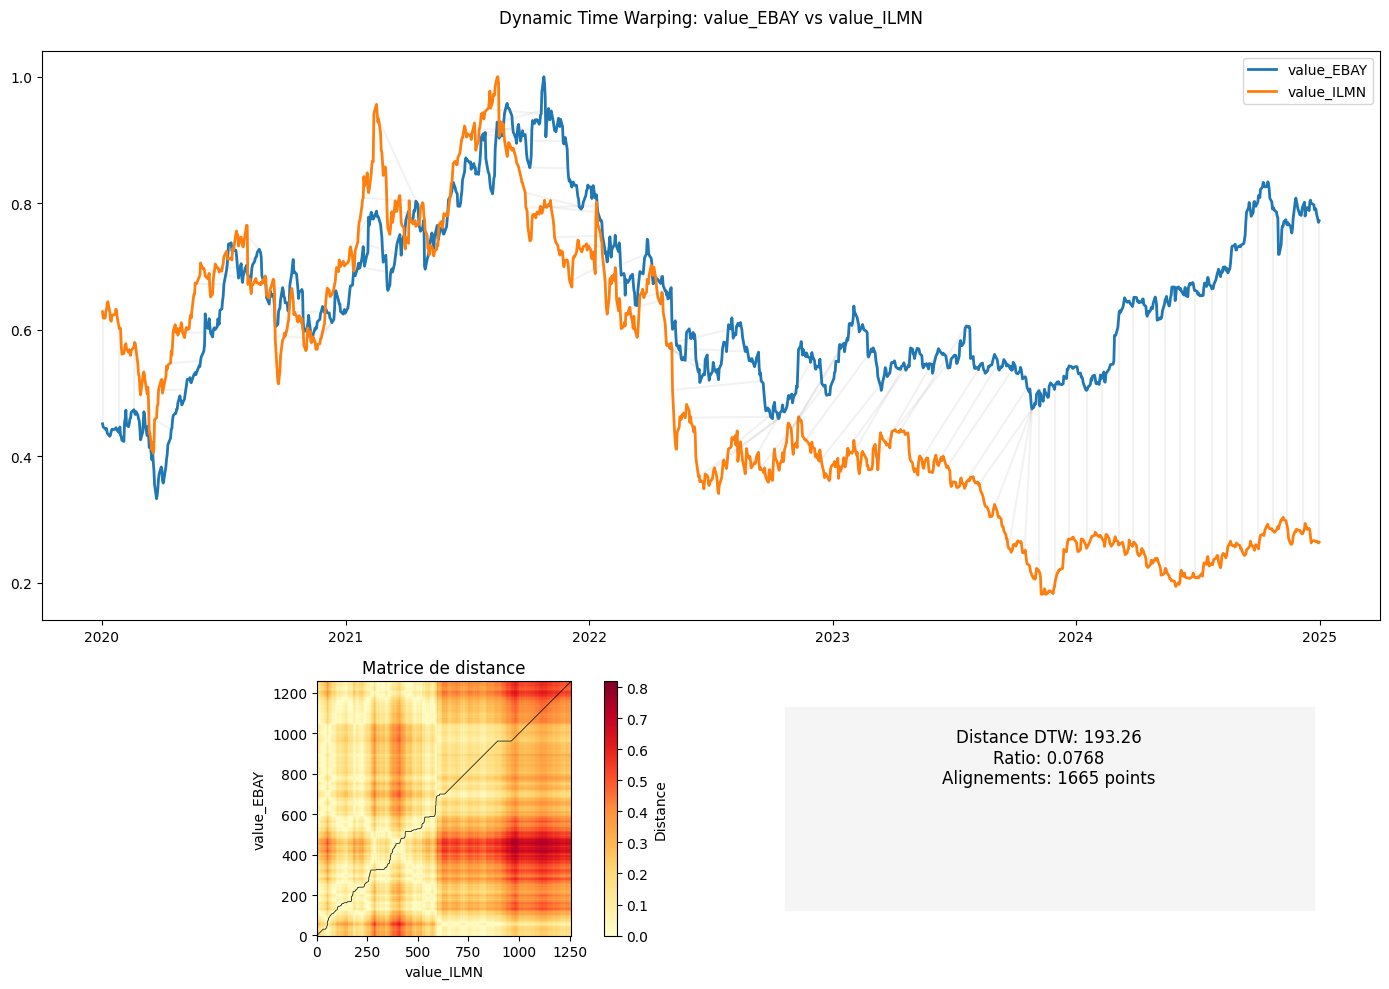 Dynamic Time Warping: value_EBAY vs value_ILMN
value_EBAY
value_ILMN
1.0
0.8
0.6
0.4
0.2
2020 2021 2022 2023 2024 2025
Matrice de distance
value_EBAY
1200
1000
800
600
400
200
0
0 250 500 750 1000 1250
value_ILMN
0.8
0.7
0.6
0.5
0.4
0.3
0.2
0.1
0.0
Distance
Distance DTW: 193.26
Ratio: 0.0768
Alignements: 1665 points